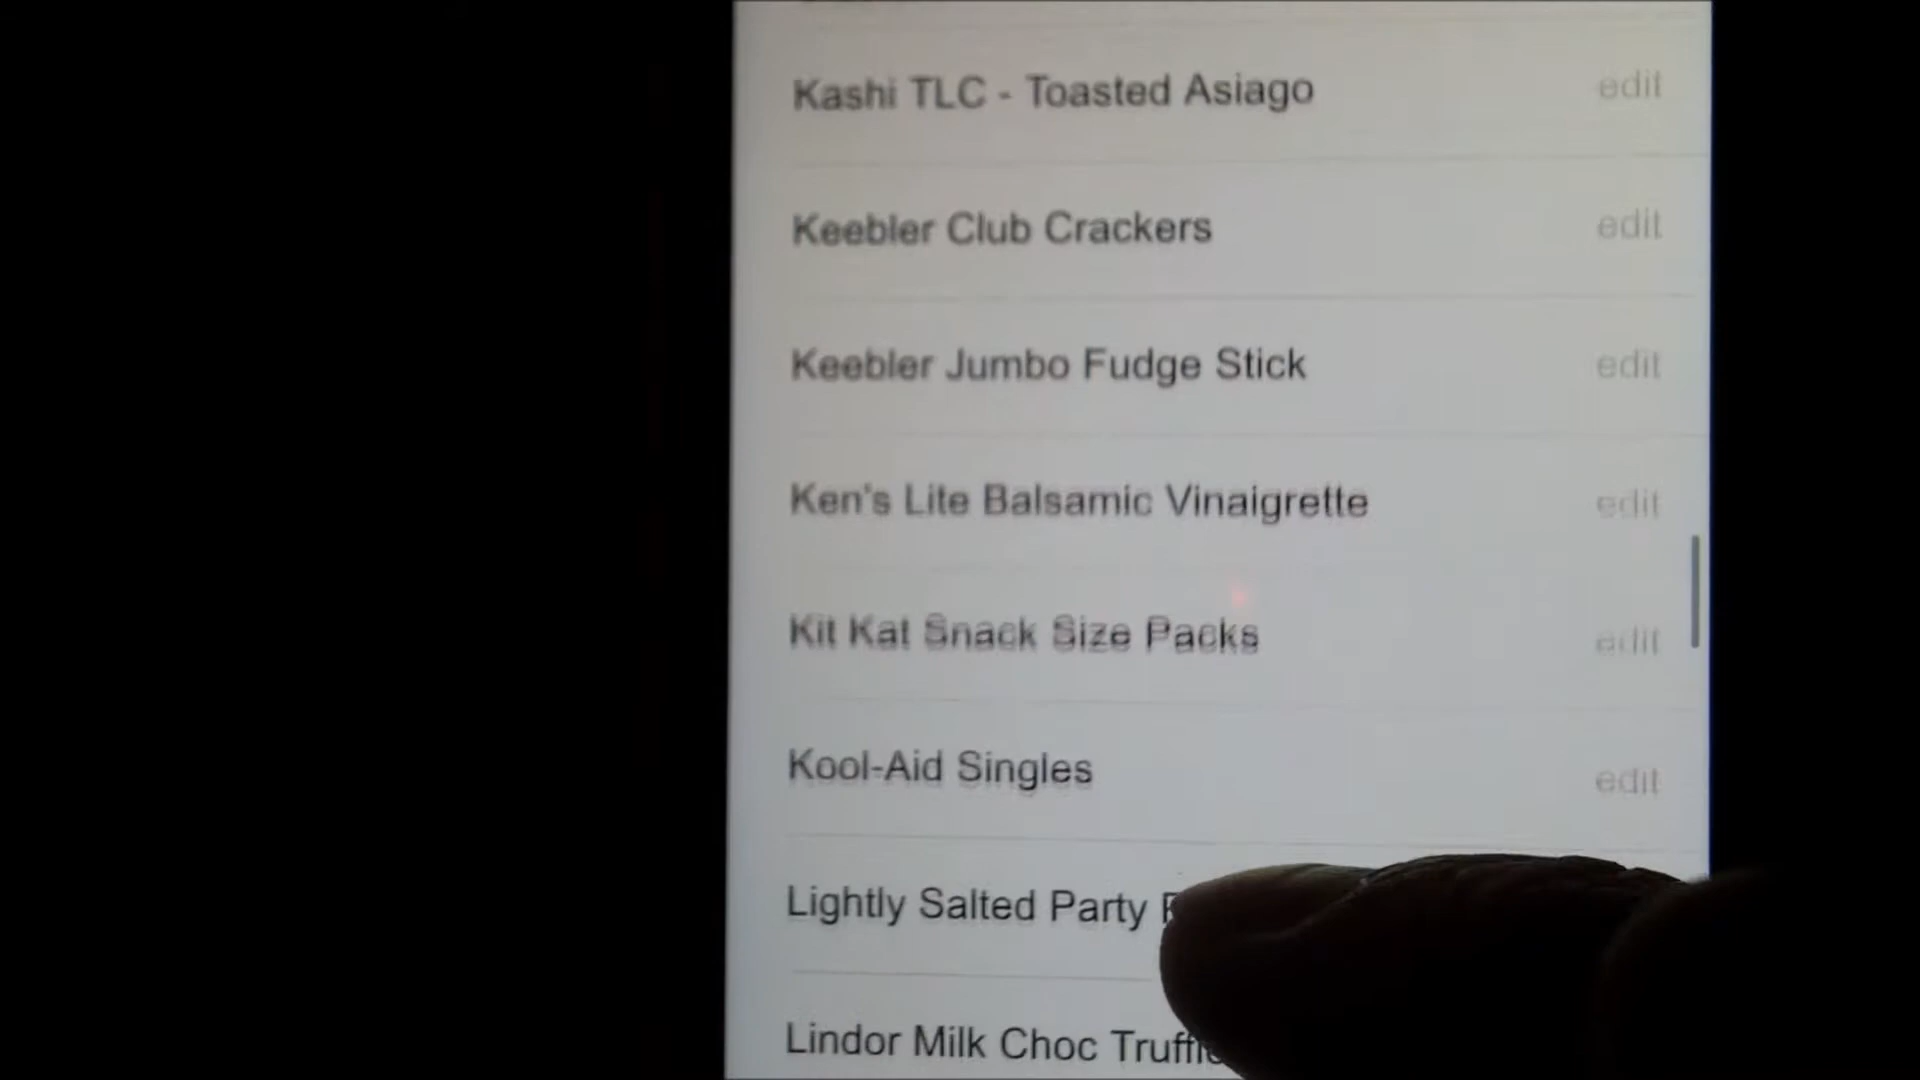 Kashi TLC - Toasted Asiago edit
Keebler Club Crackers edit
Keebler Jumbo Fudge Stick edit
Ken's Lite Balsamic Vinaigrette edit
Kit Kat Snack Size Packs edit
Kool-Aid Singles edit
Lightly Salted Party
Lindor Milk Choc